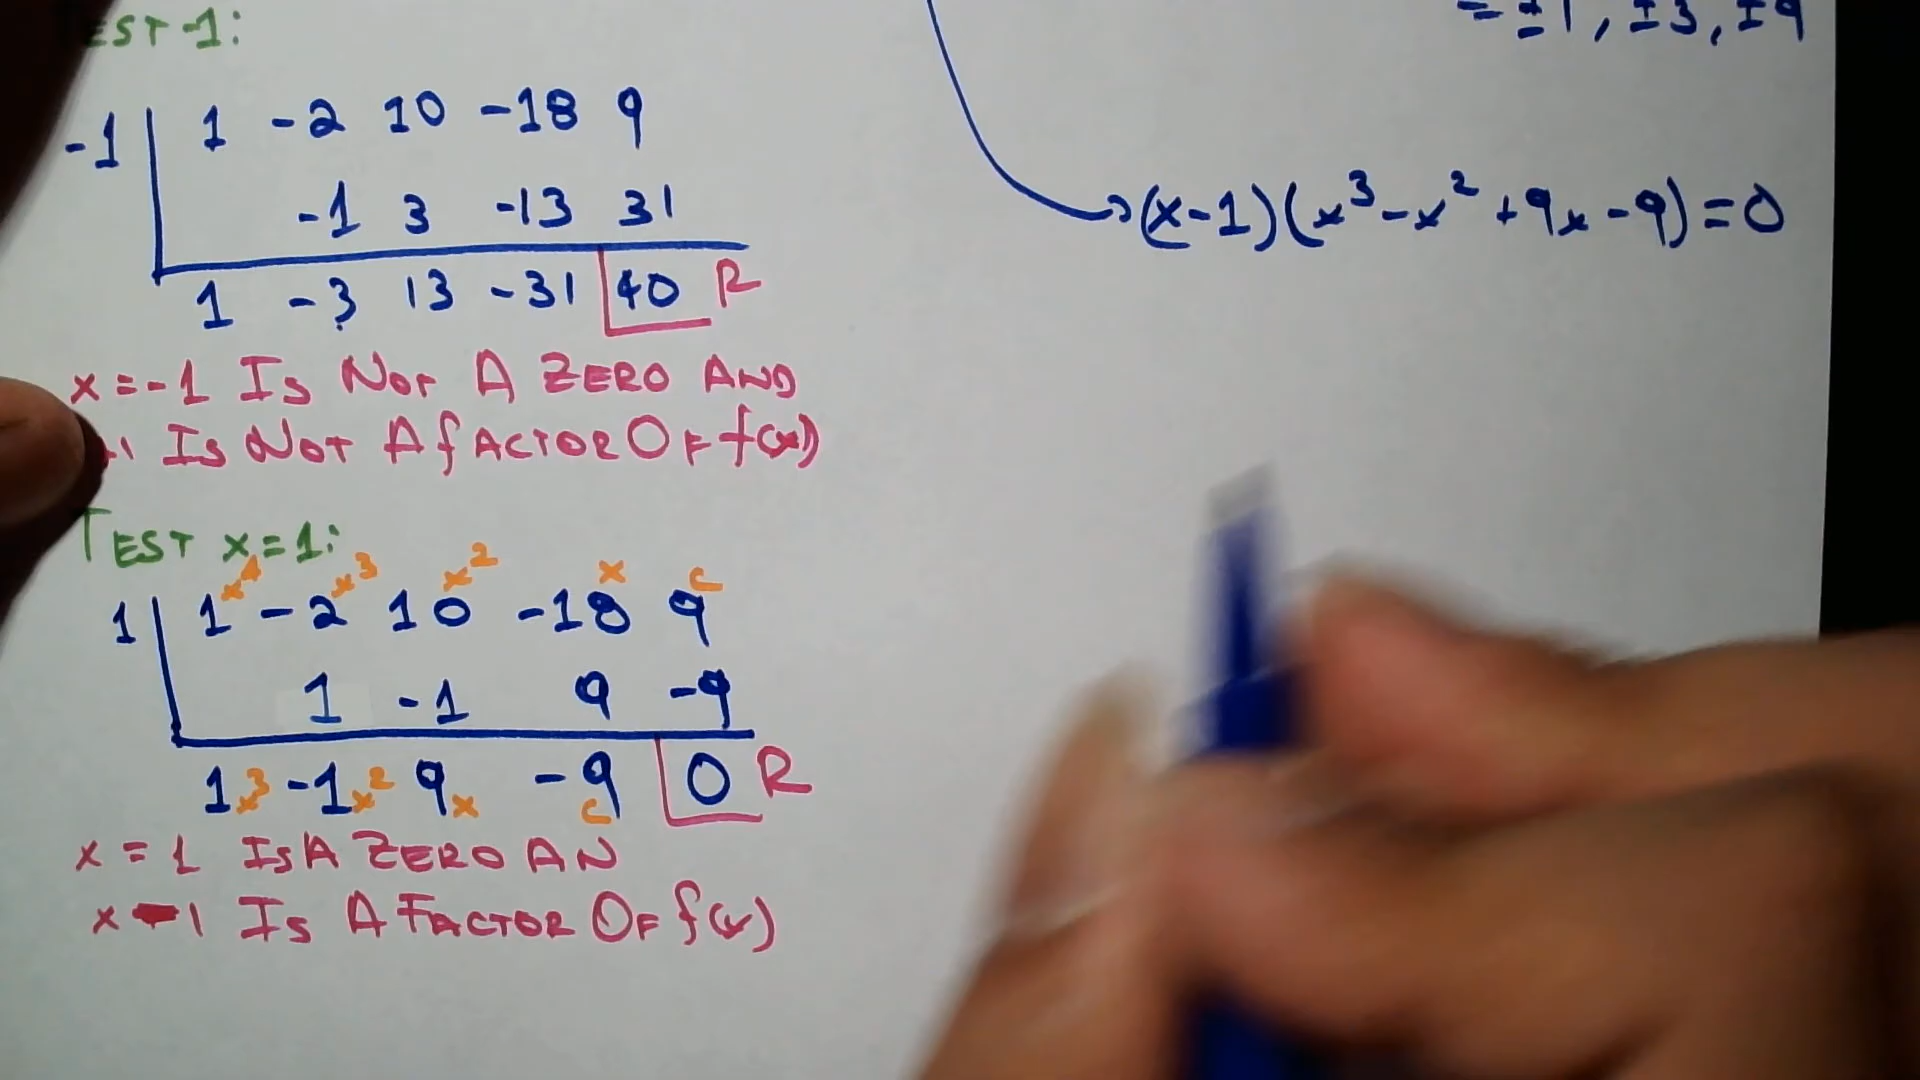 TEST -1:
-1 1 -2 10 -18 9
-1 3 -13 31
1 -3 13 -31 40 R
x=-1 IS NOT A ZERO AND
IS NOT A FACTOR OF f(x)
TEST x=1:
x⁴ x³ x² x c
1 1 -2 10 -18 9
1 -1 9 -9
1x³ -1x² 9x -9c 0 R
x=1 IS A ZERO AN
x-1 IS A FACTOR OF f(x)
= ±1, ±3, ±9
(x-1)(x³-x²+9x-9)=0